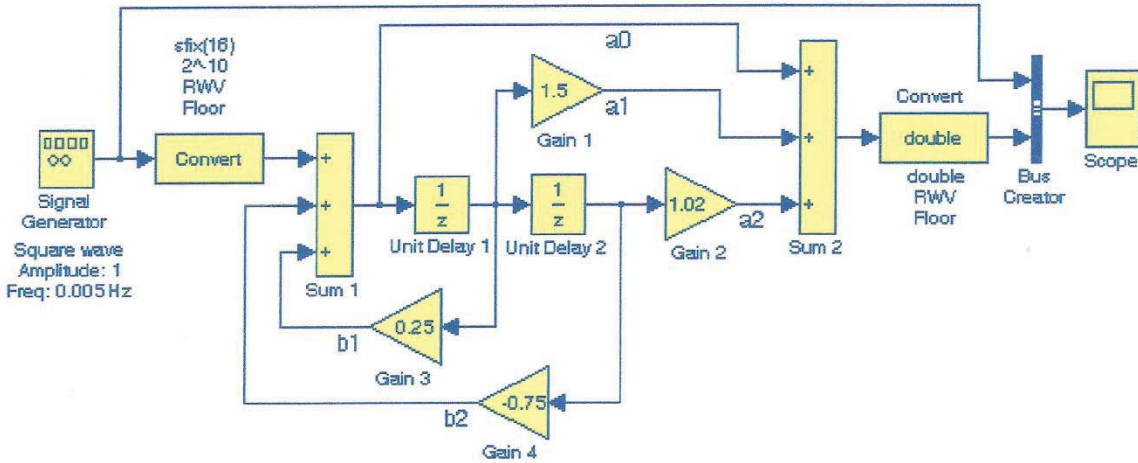 sfix(16)
2^-10
RWV
Floor
Convert
Signal
Generator
Square wave
Amplitude: 1
Freq: 0.005 Hz
+
+
+
Sum 1
1
z
Unit Delay 1
1
z
Unit Delay 2
a0
1.5
a1
Gain 1
1.02
a2
Gain 2
0.25
b1
Gain 3
-0.75
b2
Gain 4
+
+
+
Sum 2
Convert
double
double
RWV
Floor
Bus
Creator
Scope